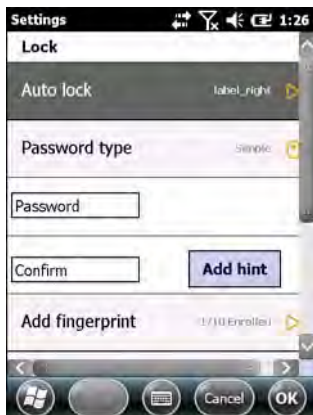 Settings 1:26
Lock
Auto lock label_right
Password type Simple
Password
Confirm Add hint
Add fingerprint 1/10 Enrolled
Cancel OK